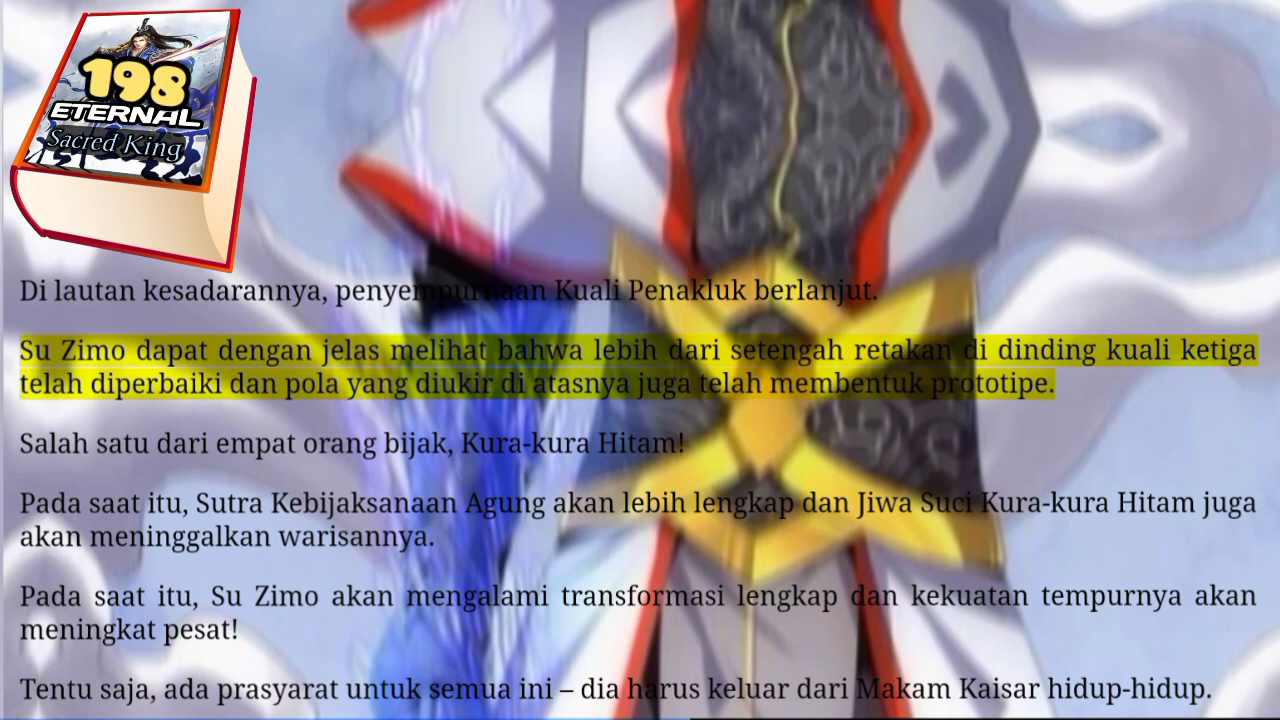 198
ETERNAL
Sacred King
Di lautan kesadarannya, penyempurnaan Kuali Penakluk berlanjut.
Su Zimo dapat dengan jelas melihat bahwa lebih dari setengah retakan di dinding kuali ketiga
telah diperbaiki dan pola yang diukir di atasnya juga telah membentuk prototipe.
Salah satu dari empat orang bijak, Kura-kura Hitam!
Pada saat itu, Sutra Kebijaksanaan Agung akan lebih lengkap dan Jiwa Suci Kura-kura Hitam juga
akan meninggalkan warisannya.
Pada saat itu, Su Zimo akan mengalami transformasi lengkap dan kekuatan tempurnya akan
meningkat pesat!
Tentu saja, ada prasyarat untuk semua ini – dia harus keluar dari Makam Kaisar hidup-hidup.